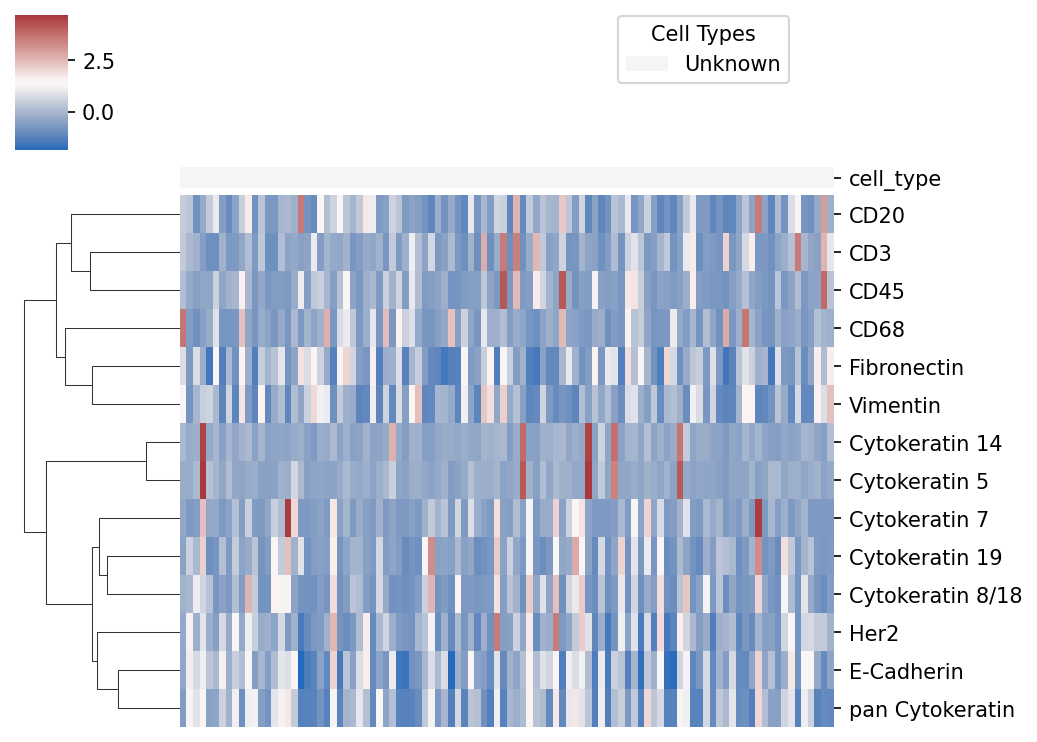 2.5
0.0
Cell Types
Unknown
cell_type
CD20
CD3
CD45
CD68
Fibronectin
Vimentin
Cytokeratin 14
Cytokeratin 5
Cytokeratin 7
Cytokeratin 19
Cytokeratin 8/18
Her2
E-Cadherin
pan Cytokeratin